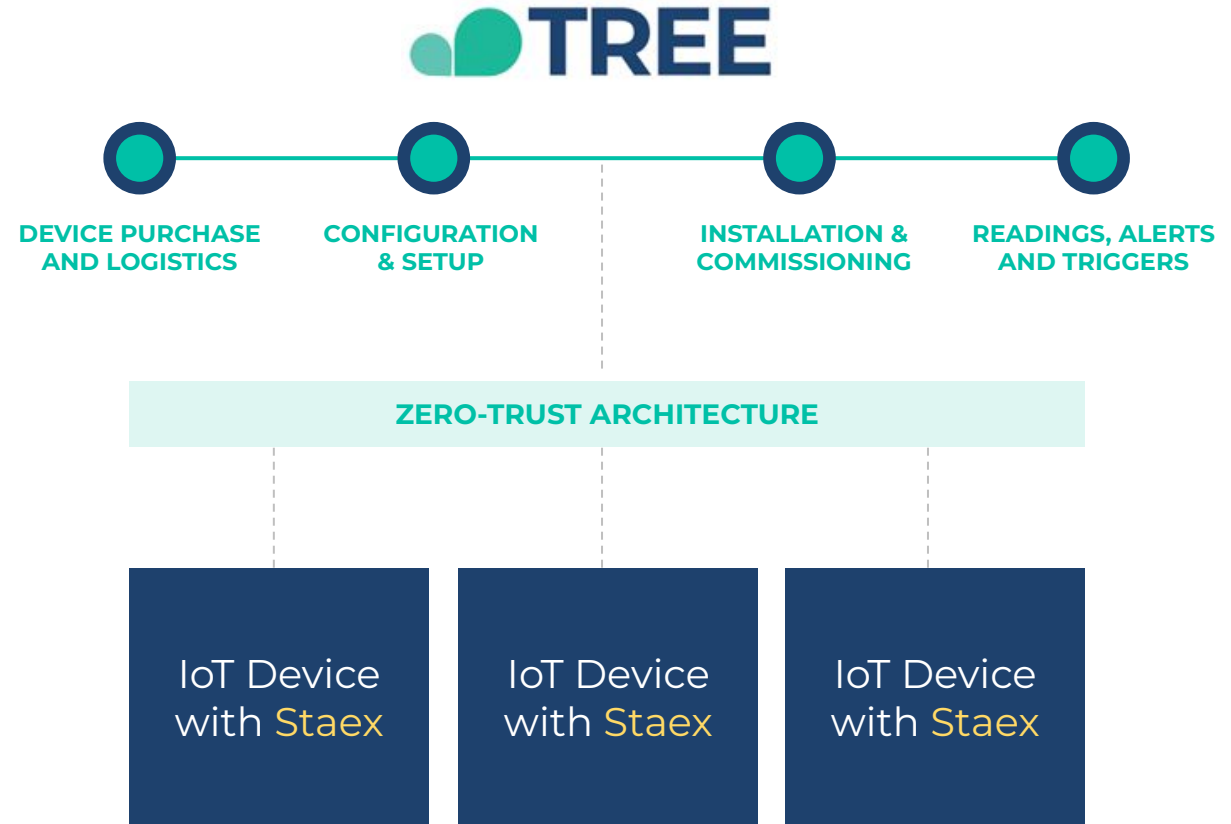 TREE
DEVICE PURCHASE
AND LOGISTICS
CONFIGURATION
& SETUP
INSTALLATION &
COMMISSIONING
READINGS, ALERTS
AND TRIGGERS
ZERO-TRUST ARCHITECTURE
IoT Device
with Staex
IoT Device
with Staex
IoT Device
with Staex